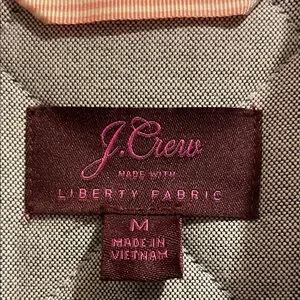 J.Crew
MADE WITH
LIBERTY FABRIC
M
MADE IN
VIETNAM